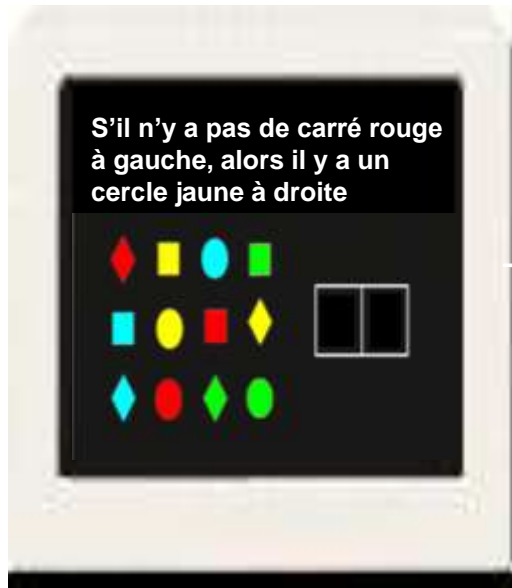 S’il n’y a pas de carré rouge
à gauche, alors il y a un
cercle jaune à droite